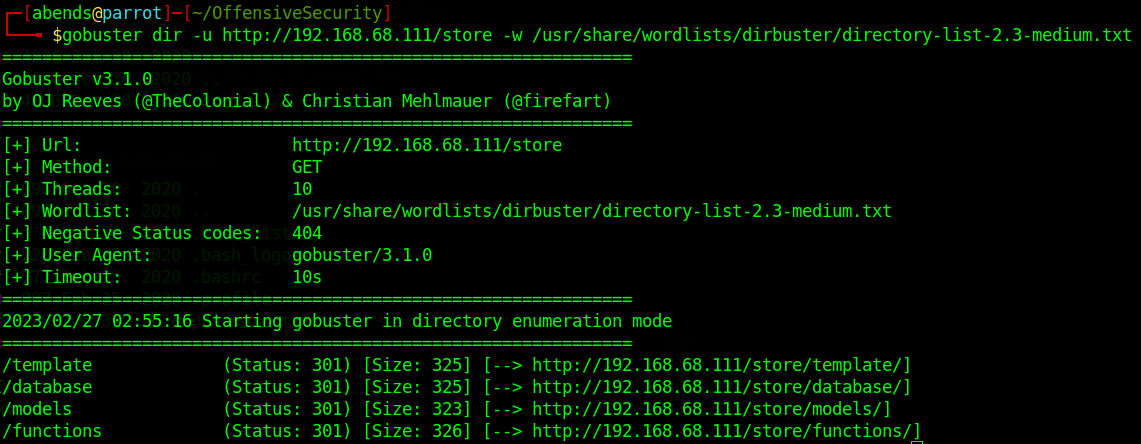 ┌─[abends@parrot]─[~/OffensiveSecurity]
└──╼ $gobuster dir -u http://192.168.68.111/store -w /usr/share/wordlists/dirbuster/directory-list-2.3-medium.txt
===============================================================
Gobuster v3.1.0
by OJ Reeves (@TheColonial) & Christian Mehlmauer (@firefart)
===============================================================
[+] Url:                     http://192.168.68.111/store
[+] Method:                  GET
[+] Threads:                 10
[+] Wordlist:                /usr/share/wordlists/dirbuster/directory-list-2.3-medium.txt
[+] Negative Status codes:   404
[+] User Agent:              gobuster/3.1.0
[+] Timeout:                 10s
===============================================================
2023/02/27 02:55:16 Starting gobuster in directory enumeration mode
===============================================================
/template             (Status: 301) [Size: 325] [--> http://192.168.68.111/store/template/]
/database             (Status: 301) [Size: 325] [--> http://192.168.68.111/store/database/]
/models               (Status: 301) [Size: 323] [--> http://192.168.68.111/store/models/]
/functions            (Status: 301) [Size: 326] [--> http://192.168.68.111/store/functions/]